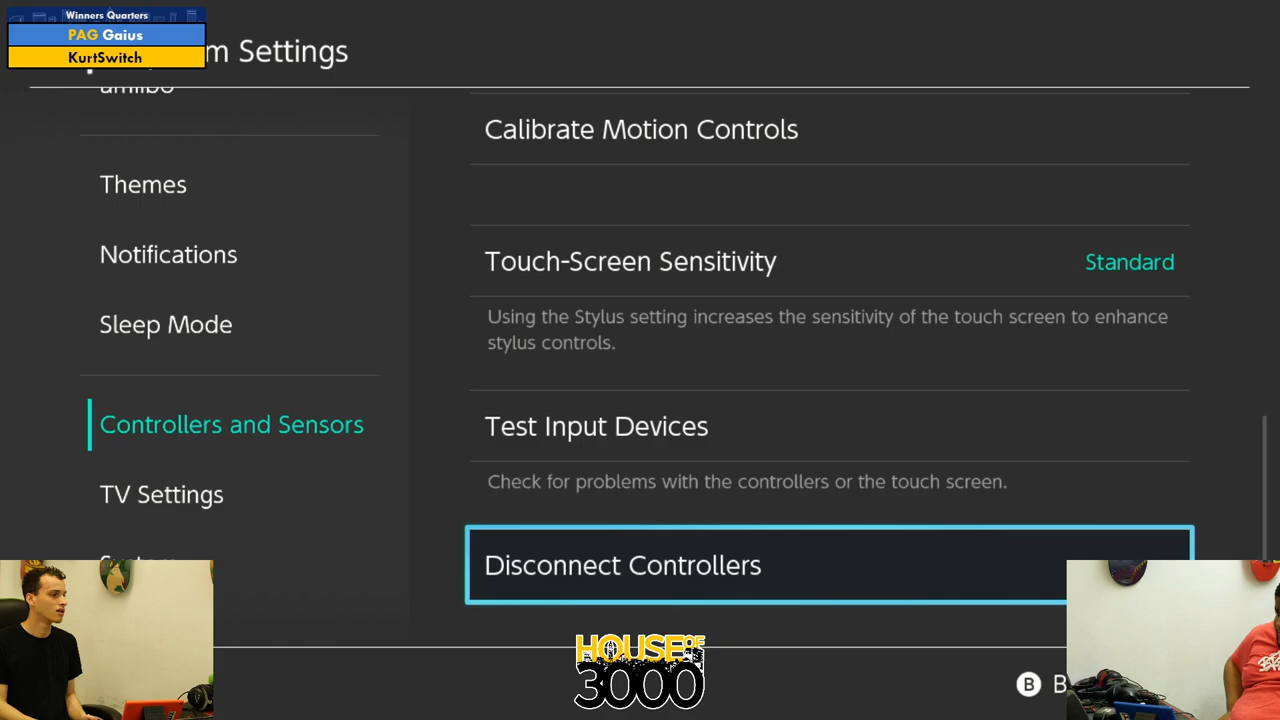 Winners Quarters
PAG Gaius
KurtSwitch
m Settings
amiibo
Themes
Notifications
Sleep Mode
Controllers and Sensors
TV Settings
System
Calibrate Motion Controls
Touch-Screen Sensitivity Standard
Using the Stylus setting increases the sensitivity of the touch screen to enhance
stylus controls.
Test Input Devices
Check for problems with the controllers or the touch screen.
Disconnect Controllers
HOUSE OF
3000
B B